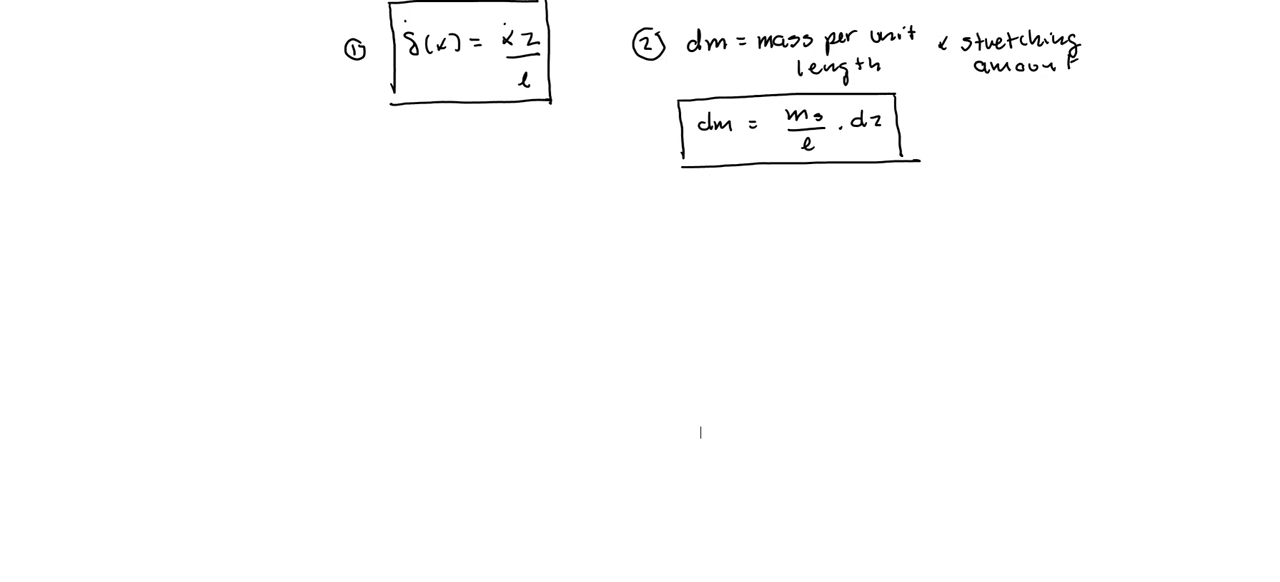 ① δ̇(x) = ẋz/l
② dm = mass per unit length × stretching amount
dm = mₛ/l . dz